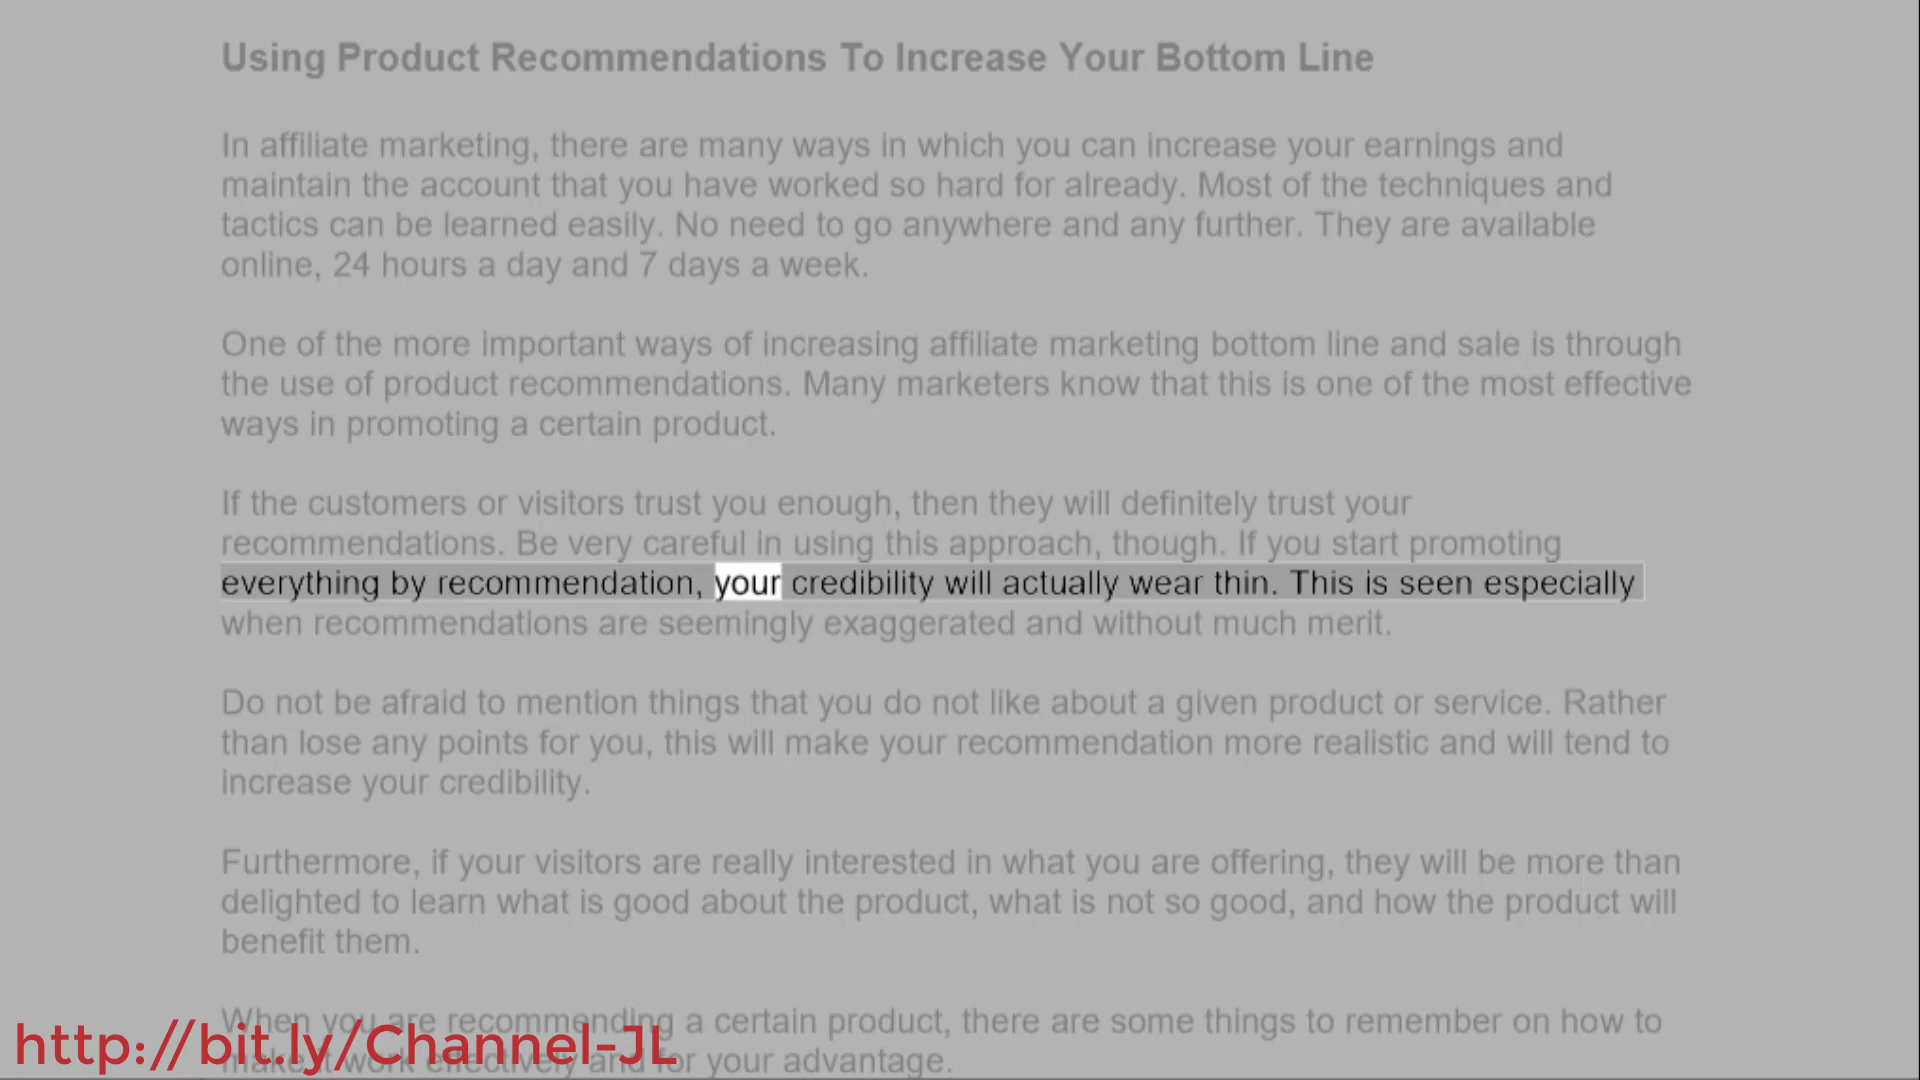 Using Product Recommendations To Increase Your Bottom Line
In affiliate marketing, there are many ways in which you can increase your earnings and
maintain the account that you have worked so hard for already. Most of the techniques and
tactics can be learned easily. No need to go anywhere and any further. They are available
online, 24 hours a day and 7 days a week.
One of the more important ways of increasing affiliate marketing bottom line and sale is through
the use of product recommendations. Many marketers know that this is one of the most effective
ways in promoting a certain product.
If the customers or visitors trust you enough, then they will definitely trust your
recommendations. Be very careful in using this approach, though. If you start promoting
everything by recommendation, your credibility will actually wear thin. This is seen especially
when recommendations are seemingly exaggerated and without much merit.
Do not be afraid to mention things that you do not like about a given product or service. Rather
than lose any points for you, this will make your recommendation more realistic and will tend to
increase your credibility.
Furthermore, if your visitors are really interested in what you are offering, they will be more than
delighted to learn what is good about the product, what is not so good, and how the product will
benefit them.
When you are recommending a certain product, there are some things to remember on how to
make it work effectively and for your advantage.
http://bit.ly/Channel-JL